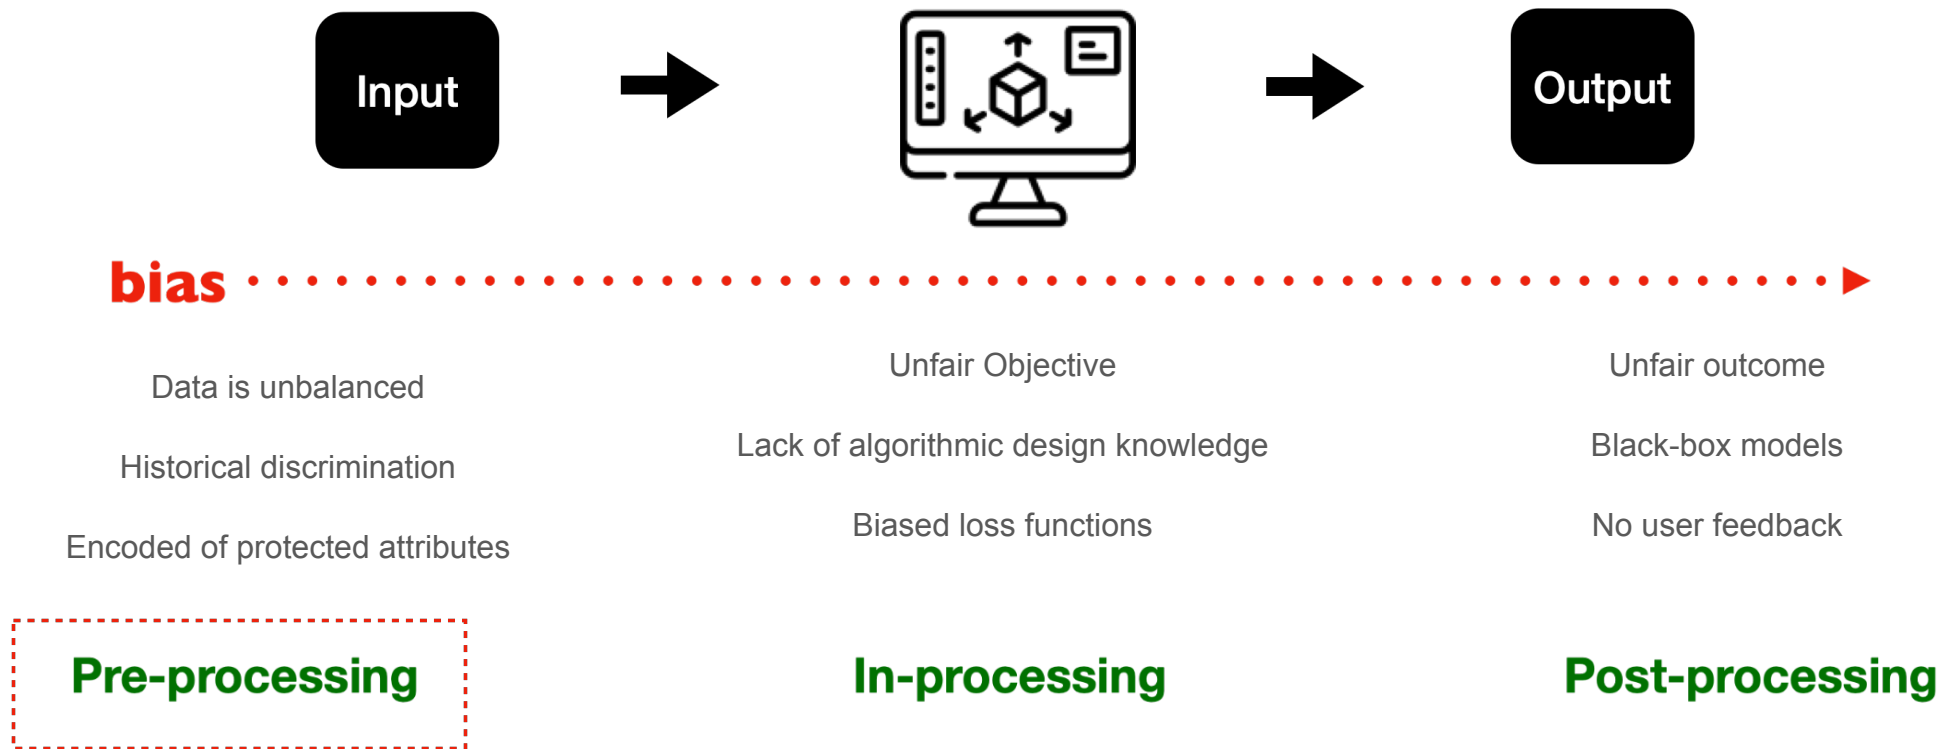 Input
Output
bias
Data is unbalanced
Historical discrimination
Encoded of protected attributes
Unfair Objective
Lack of algorithmic design knowledge
Biased loss functions
Unfair outcome
Black-box models
No user feedback
Pre-processing
In-processing
Post-processing